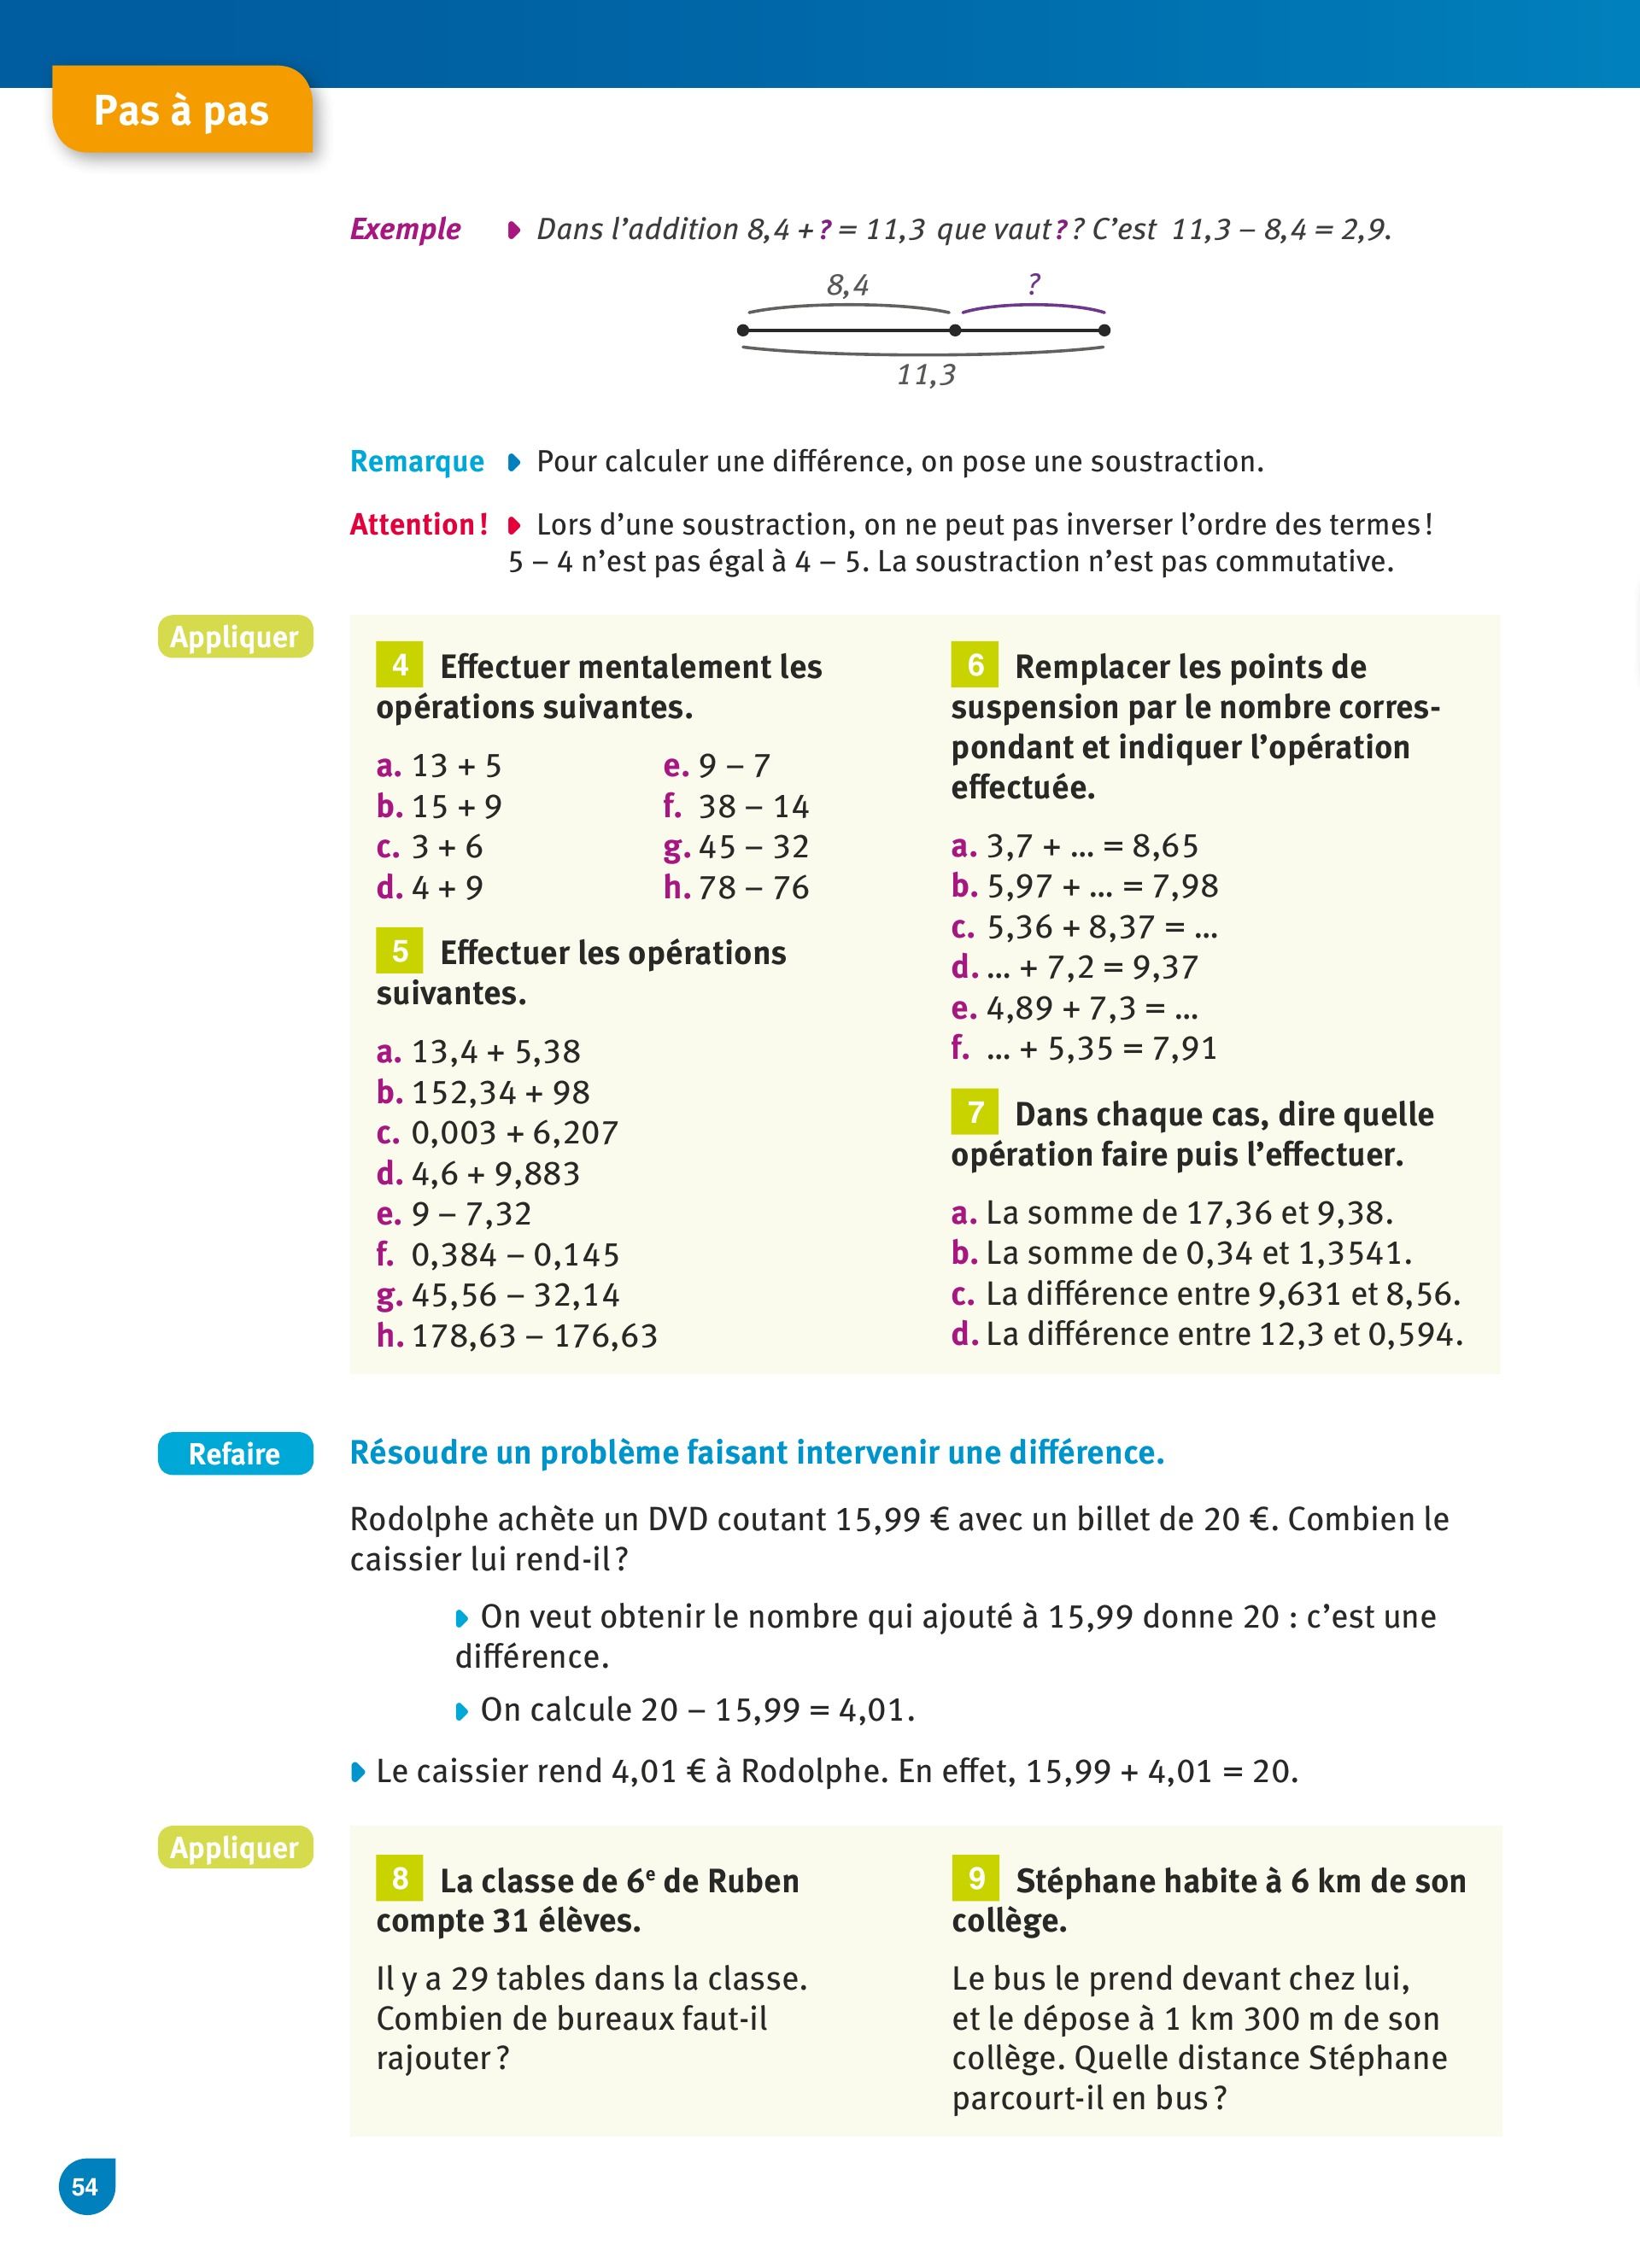 Pas à pas
Exemple Dans l’addition 8,4 + ? = 11,3 que vaut ? ? C’est 11,3 – 8,4 = 2,9.
8,4 ?
11,3
Remarque Pour calculer une différence, on pose une soustraction.
Attention ! Lors d’une soustraction, on ne peut pas inverser l’ordre des termes !
5 – 4 n’est pas égal à 4 – 5. La soustraction n’est pas commutative.
Appliquer
4 Effectuer mentalement les
opérations suivantes.
a. 13 + 5
b. 15 + 9
c. 3 + 6
d. 4 + 9
e. 9 – 7
f. 38 – 14
g. 45 – 32
h. 78 – 76
5 Effectuer les opérations
suivantes.
a. 13,4 + 5,38
b. 152,34 + 98
c. 0,003 + 6,207
d. 4,6 + 9,883
e. 9 – 7,32
f. 0,384 – 0,145
g. 45,56 – 32,14
h. 178,63 – 176,63
6 Remplacer les points de
suspension par le nombre corres-
pondant et indiquer l’opération
effectuée.
a. 3,7 + … = 8,65
b. 5,97 + … = 7,98
c. 5,36 + 8,37 = …
d. … + 7,2 = 9,37
e. 4,89 + 7,3 = …
f. … + 5,35 = 7,91
7 Dans chaque cas, dire quelle
opération faire puis l’effectuer.
a. La somme de 17,36 et 9,38.
b. La somme de 0,34 et 1,3541.
c. La différence entre 9,631 et 8,56.
d. La différence entre 12,3 et 0,594.
Refaire Résoudre un problème faisant intervenir une différence.
Rodolphe achète un DVD coutant 15,99 € avec un billet de 20 €. Combien le
caissier lui rend-il ?
On veut obtenir le nombre qui ajouté à 15,99 donne 20 : c’est une
différence.
On calcule 20 – 15,99 = 4,01.
Le caissier rend 4,01 € à Rodolphe. En effet, 15,99 + 4,01 = 20.
Appliquer
8 La classe de 6e de Ruben
compte 31 élèves.
Il y a 29 tables dans la classe.
Combien de bureaux faut-il
rajouter ?
9 Stéphane habite à 6 km de son
collège.
Le bus le prend devant chez lui,
et le dépose à 1 km 300 m de son
collège. Quelle distance Stéphane
parcourt-il en bus ?
54